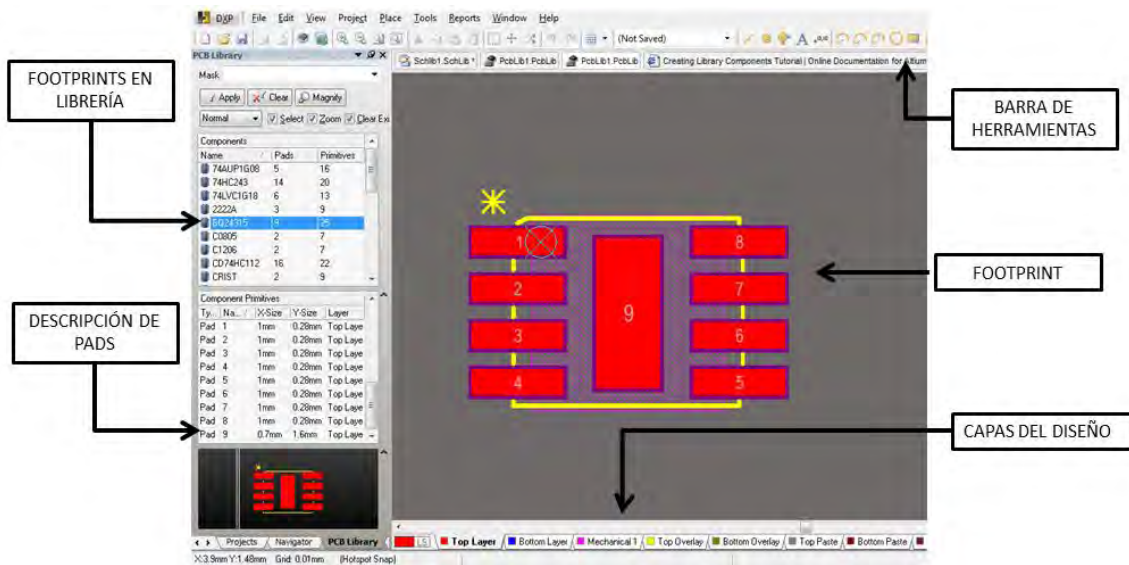 DXP File Edit View Project Place Tools Reports Window Help
(Not Saved)
PCB Library
Schlib1.SchLib * PcbLib1.PcbLib PcbLib1.PcbLib Creating Library Components Tutorial | Online Documentation for Altium
Mask
Apply Clear Magnify
Normal Select Zoom Clear Exi
Components
Name Pads Primitives
74AUP1G08 5 16
74HC243 14 20
74LVC1G18 6 13
2222A 3 9
BQ24315 9 25
C0805 2 7
C1206 2 7
CD74HC112 16 22
CRIST 2 9
Component Primitives
Ty... Na... X-Size Y-Size Layer
Pad 1 1mm 0.28mm Top Laye
Pad 2 1mm 0.28mm Top Laye
Pad 3 1mm 0.28mm Top Laye
Pad 4 1mm 0.28mm Top Laye
Pad 5 1mm 0.28mm Top Laye
Pad 6 1mm 0.28mm Top Laye
Pad 7 1mm 0.28mm Top Laye
Pad 8 1mm 0.28mm Top Laye
Pad 9 0.7mm 1.6mm Top Laye
Projects Navigator PCB Library
LS Top Layer Bottom Layer Mechanical 1 Top Overlay Bottom Overlay Top Paste Bottom Paste
X:3.9mm Y:1.48mm Grid: 0.01mm (Hotspot Snap)
1
2
3
4
9
8
7
6
5
FOOTPRINTS EN
LIBRERÍA
DESCRIPCIÓN DE
PADS
BARRA DE
HERRAMIENTAS
FOOTPRINT
CAPAS DEL DISEÑO